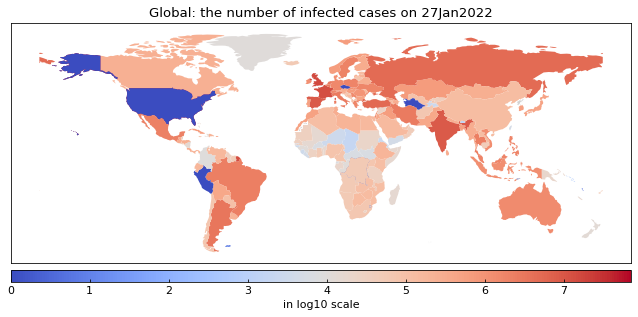 Global: the number of infected cases on 27Jan2022
0 1 2 3 4 5 6 7
in log10 scale